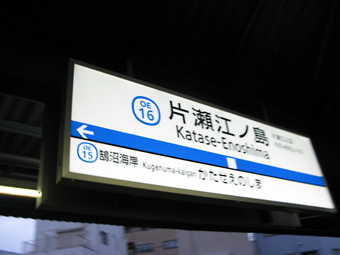 OE
16
片瀬江ノ島
Katase-Enoshima
OE
15
鵠沼海岸
Kugenuma-kaigan
かたせえのしま